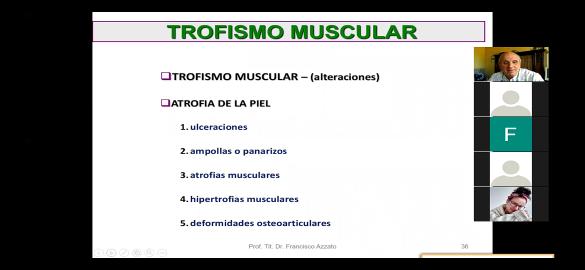 TROFISMO MUSCULAR
TROFISMO MUSCULAR – (alteraciones)
ATROFIA DE LA PIEL
1. ulceraciones
2. ampollas o panarizos
3. atrofias musculares
4. hipertrofias musculares
5. deformidades osteoarticulares
Prof. Tit. Dr. Francisco Azzato
36
F